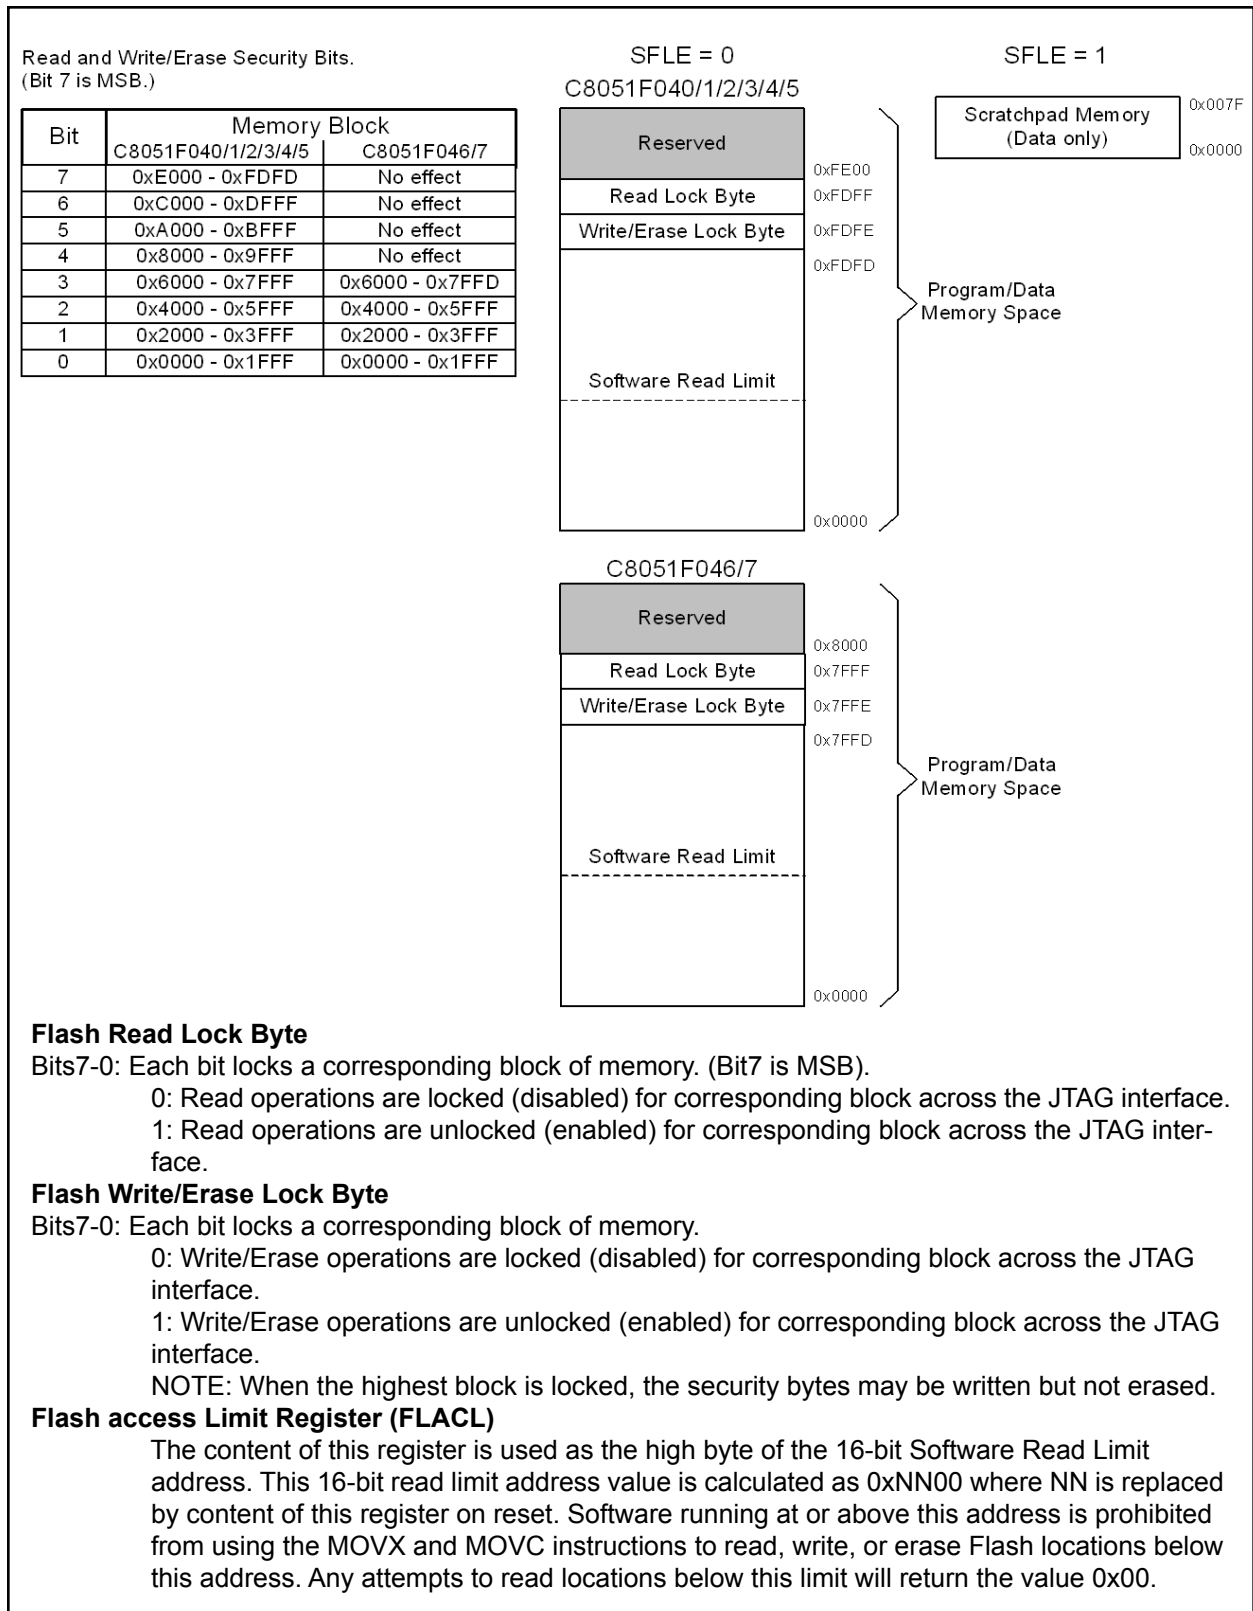 Read and Write/Erase Security Bits.
(Bit 7 is MSB.)
Bit
Memory Block
C8051F040/1/2/3/4/5 C8051F046/7
7 0xE000 - 0xFDFD No effect
6 0xC000 - 0xDFFF No effect
5 0xA000 - 0xBFFF No effect
4 0x8000 - 0x9FFF No effect
3 0x6000 - 0x7FFF 0x6000 - 0x7FFD
2 0x4000 - 0x5FFF 0x4000 - 0x5FFF
1 0x2000 - 0x3FFF 0x2000 - 0x3FFF
0 0x0000 - 0x1FFF 0x0000 - 0x1FFF
SFLE = 0
C8051F040/1/2/3/4/5
Reserved
0xFE00
Read Lock Byte 0xFDFF
Write/Erase Lock Byte 0xFDFE
0xFDFD
Software Read Limit
0x0000
Program/Data
Memory Space
SFLE = 1
Scratchpad Memory
(Data only)
0x007F
0x0000
C8051F046/7
Reserved
0x8000
Read Lock Byte 0x7FFF
Write/Erase Lock Byte 0x7FFE
0x7FFD
Software Read Limit
0x0000
Program/Data
Memory Space
Flash Read Lock Byte
Bits7-0: Each bit locks a corresponding block of memory. (Bit7 is MSB).
0: Read operations are locked (disabled) for corresponding block across the JTAG interface.
1: Read operations are unlocked (enabled) for corresponding block across the JTAG inter-
face.
Flash Write/Erase Lock Byte
Bits7-0: Each bit locks a corresponding block of memory.
0: Write/Erase operations are locked (disabled) for corresponding block across the JTAG
interface.
1: Write/Erase operations are unlocked (enabled) for corresponding block across the JTAG
interface.
NOTE: When the highest block is locked, the security bytes may be written but not erased.
Flash access Limit Register (FLACL)
The content of this register is used as the high byte of the 16-bit Software Read Limit
address. This 16-bit read limit address value is calculated as 0xNN00 where NN is replaced
by content of this register on reset. Software running at or above this address is prohibited
from using the MOVX and MOVC instructions to read, write, or erase Flash locations below
this address. Any attempts to read locations below this limit will return the value 0x00.